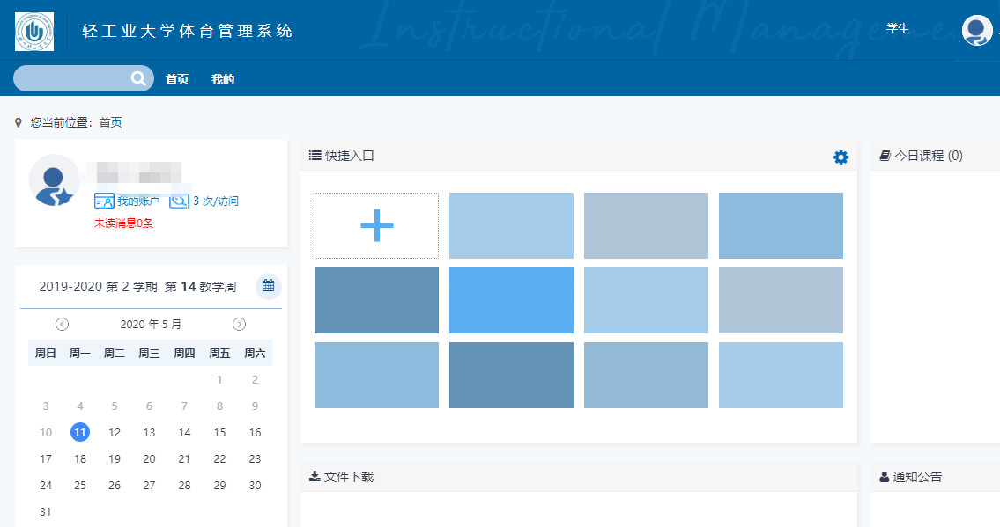 轻工业大学体育管理系统
Instructional Manageme
学生
首页 我的
您当前位置: 首页
我的账户 3 次/访问
未读消息0条
2019-2020 第 2 学期 第 14 教学周
2020 年 5 月
周日 周一 周二 周三 周四 周五 周六
1 2
3 4 5 6 7 8 9
10 11 12 13 14 15 16
17 18 19 20 21 22 23
24 25 26 27 28 29 30
31
快捷入口
今日课程 (0)
文件下载
通知公告